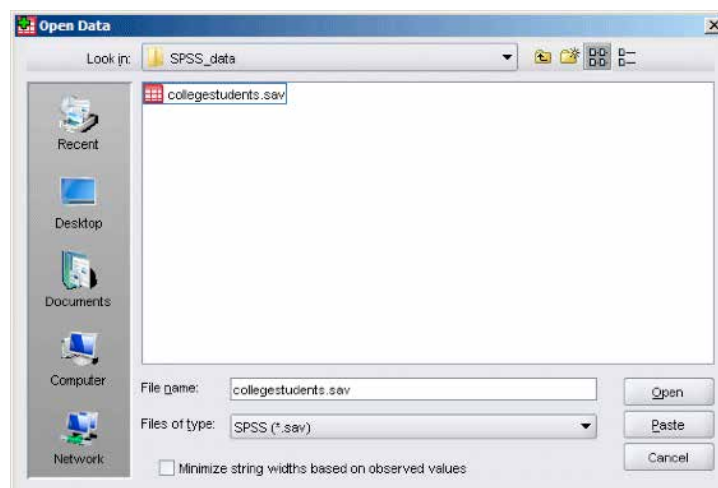 Open Data
Look in: SPSS_data
collegestudents.sav
Recent
Desktop
Documents
Computer
Network
File name: collegestudents.sav
Open
Files of type: SPSS (*.sav)
Paste
Minimize string widths based on observed values
Cancel